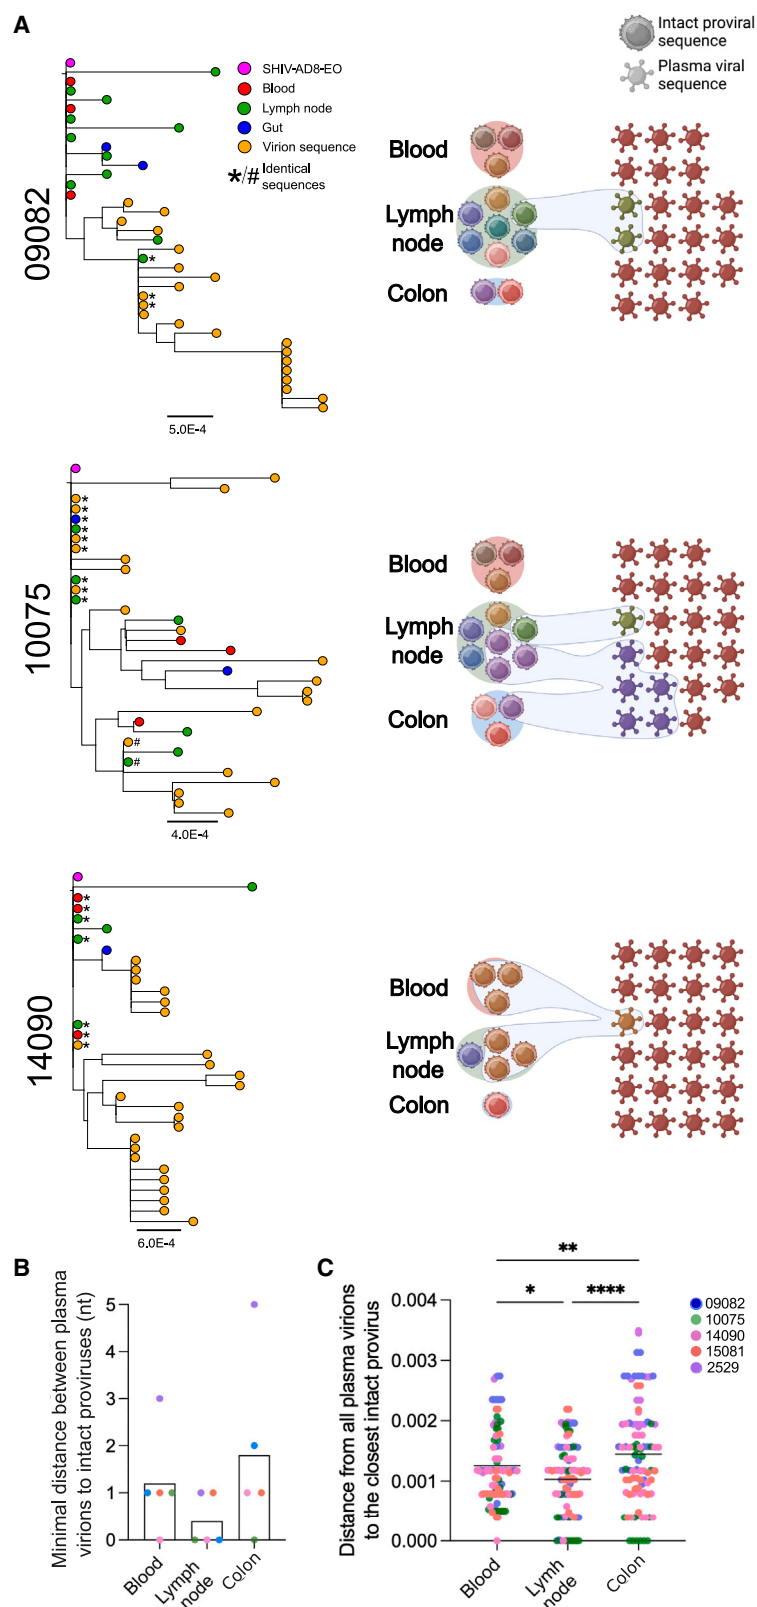 A
SHIV-AD8-EO
Blood
Lymph node
Gut
Virion sequence
*/# Identical
sequences
Intact proviral
sequence
Plasma viral
sequence
09082
*
*
*
5.0E-4
Blood
Lymph
node
Colon
10075
*
*
*
*
*
*
*
*
*
#
#
4.0E-4
Blood
Lymph
node
Colon
14090
*
*
*
*
*
*
*
6.0E-4
Blood
Lymph
node
Colon
B
Minimal distance between plasma
virions to intact proviruses (nt)
5
4
3
2
1
0
Blood
Lymph
node
Colon
C
Distance from all plasma virions
to the closest intact provirus
**
*
****
0.004
0.003
0.002
0.001
0.000
Blood
Lymh
node
Colon
09082
10075
14090
15081
2529